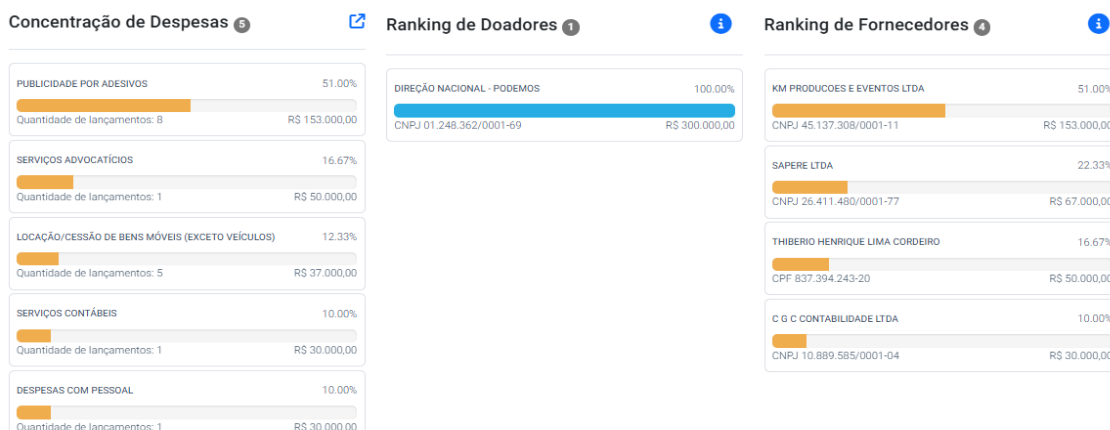 Concentração de Despesas 5
PUBLICIDADE POR ADESIVOS 51.00%
Quantidade de lançamentos: 8 R$ 153.000,00
SERVIÇOS ADVOCATÍCIOS 16.67%
Quantidade de lançamentos: 1 R$ 50.000,00
LOCAÇÃO/CESSÃO DE BENS MÓVEIS (EXCETO VEÍCULOS) 12.33%
Quantidade de lançamentos: 5 R$ 37.000,00
SERVIÇOS CONTÁBEIS 10.00%
Quantidade de lançamentos: 1 R$ 30.000,00
DESPESAS COM PESSOAL 10.00%
Quantidade de lançamentos: 1 R$ 30.000,00
Ranking de Doadores 1
DIREÇÃO NACIONAL - PODEMOS 100.00%
CNPJ 01.248.362/0001-69 R$ 300.000,00
Ranking de Fornecedores 4
KM PRODUCOES E EVENTOS LTDA 51.00%
CNPJ 45.137.308/0001-11 R$ 153.000,00
SAPERE LTDA 22.33%
CNPJ 26.411.480/0001-77 R$ 67.000,00
THIBERIO HENRIQUE LIMA CORDEIRO 16.67%
CPF 837.394.243-20 R$ 50.000,00
C G C CONTABILIDADE LTDA 10.00%
CNPJ 10.889.585/0001-04 R$ 30.000,00